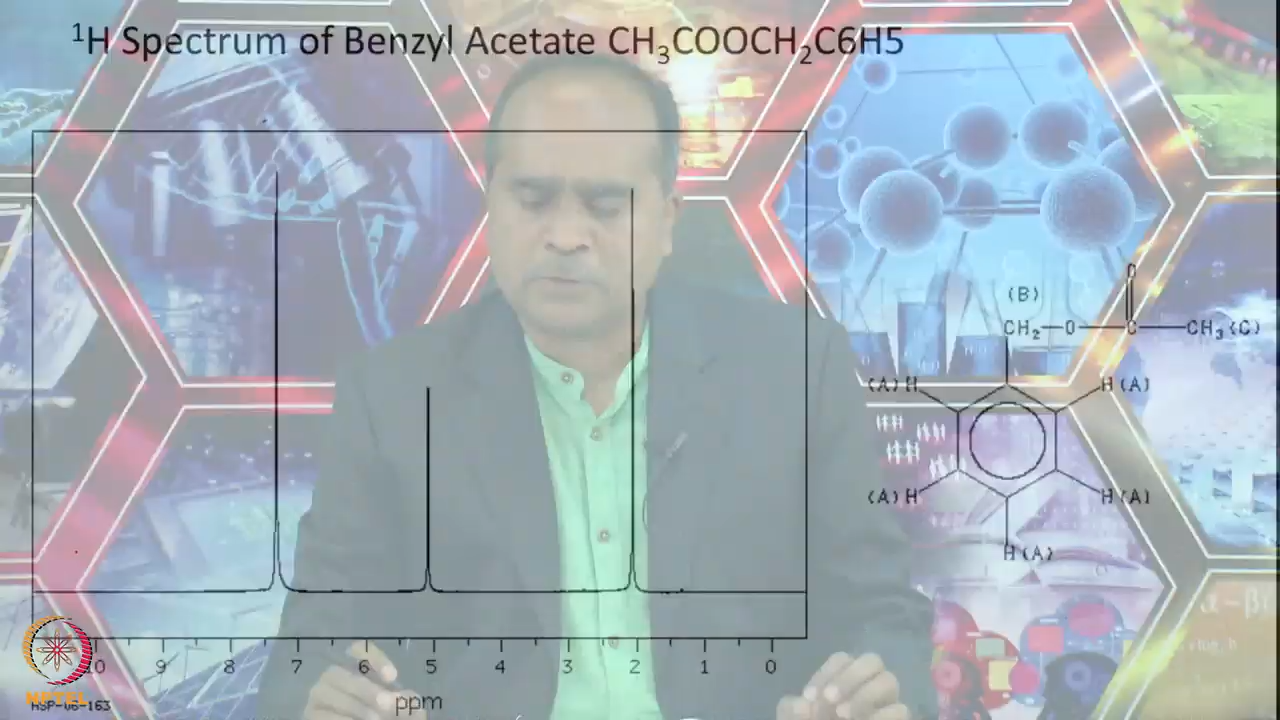 ¹H Spectrum of Benzyl Acetate CH₃COOCH₂C6H5
O
(B)
CH₂—O—C—CH₃(C)
(A)H H(A)
(A)H H(A)
H(A)
10 9 8 7 6 5 4 3 2 1 0
ppm
HSP-06-163
NPTEL
α-β